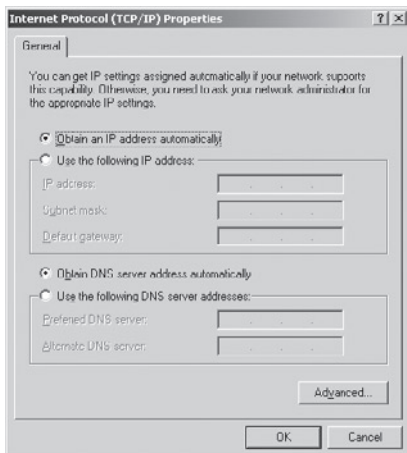 Internet Protocol (TCP/IP) Properties
General
You can get IP settings assigned automatically if your network supports
this capability. Otherwise, you need to ask your network administrator for
the appropriate IP settings.
Obtain an IP address automatically
Use the following IP address:
IP address:
Subnet mask:
Default gateway:
Obtain DNS server address automatically
Use the following DNS server addresses:
Preferred DNS server:
Alternate DNS server:
Advanced...
OK
Cancel